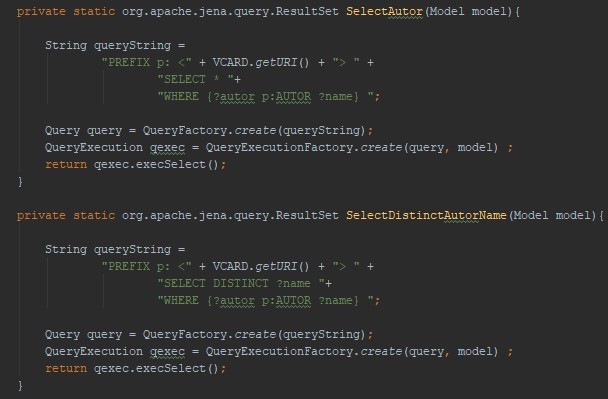 private static org.apache.jena.query.ResultSet SelectAutor(Model model){
String queryString =
"PREFIX p: <" + VCARD.getURI() + "> " +
"SELECT * "+
"WHERE {?autor p:AUTOR ?name} ";
Query query = QueryFactory.create(queryString);
QueryExecution qexec = QueryExecutionFactory.create(query, model) ;
return qexec.execSelect();
}
private static org.apache.jena.query.ResultSet SelectDistinctAutorName(Model model){
String queryString =
"PREFIX p: <" + VCARD.getURI() + "> " +
"SELECT DISTINCT ?name "+
"WHERE {?autor p:AUTOR ?name} ";
Query query = QueryFactory.create(queryString);
QueryExecution qexec = QueryExecutionFactory.create(query, model) ;
return qexec.execSelect();
}